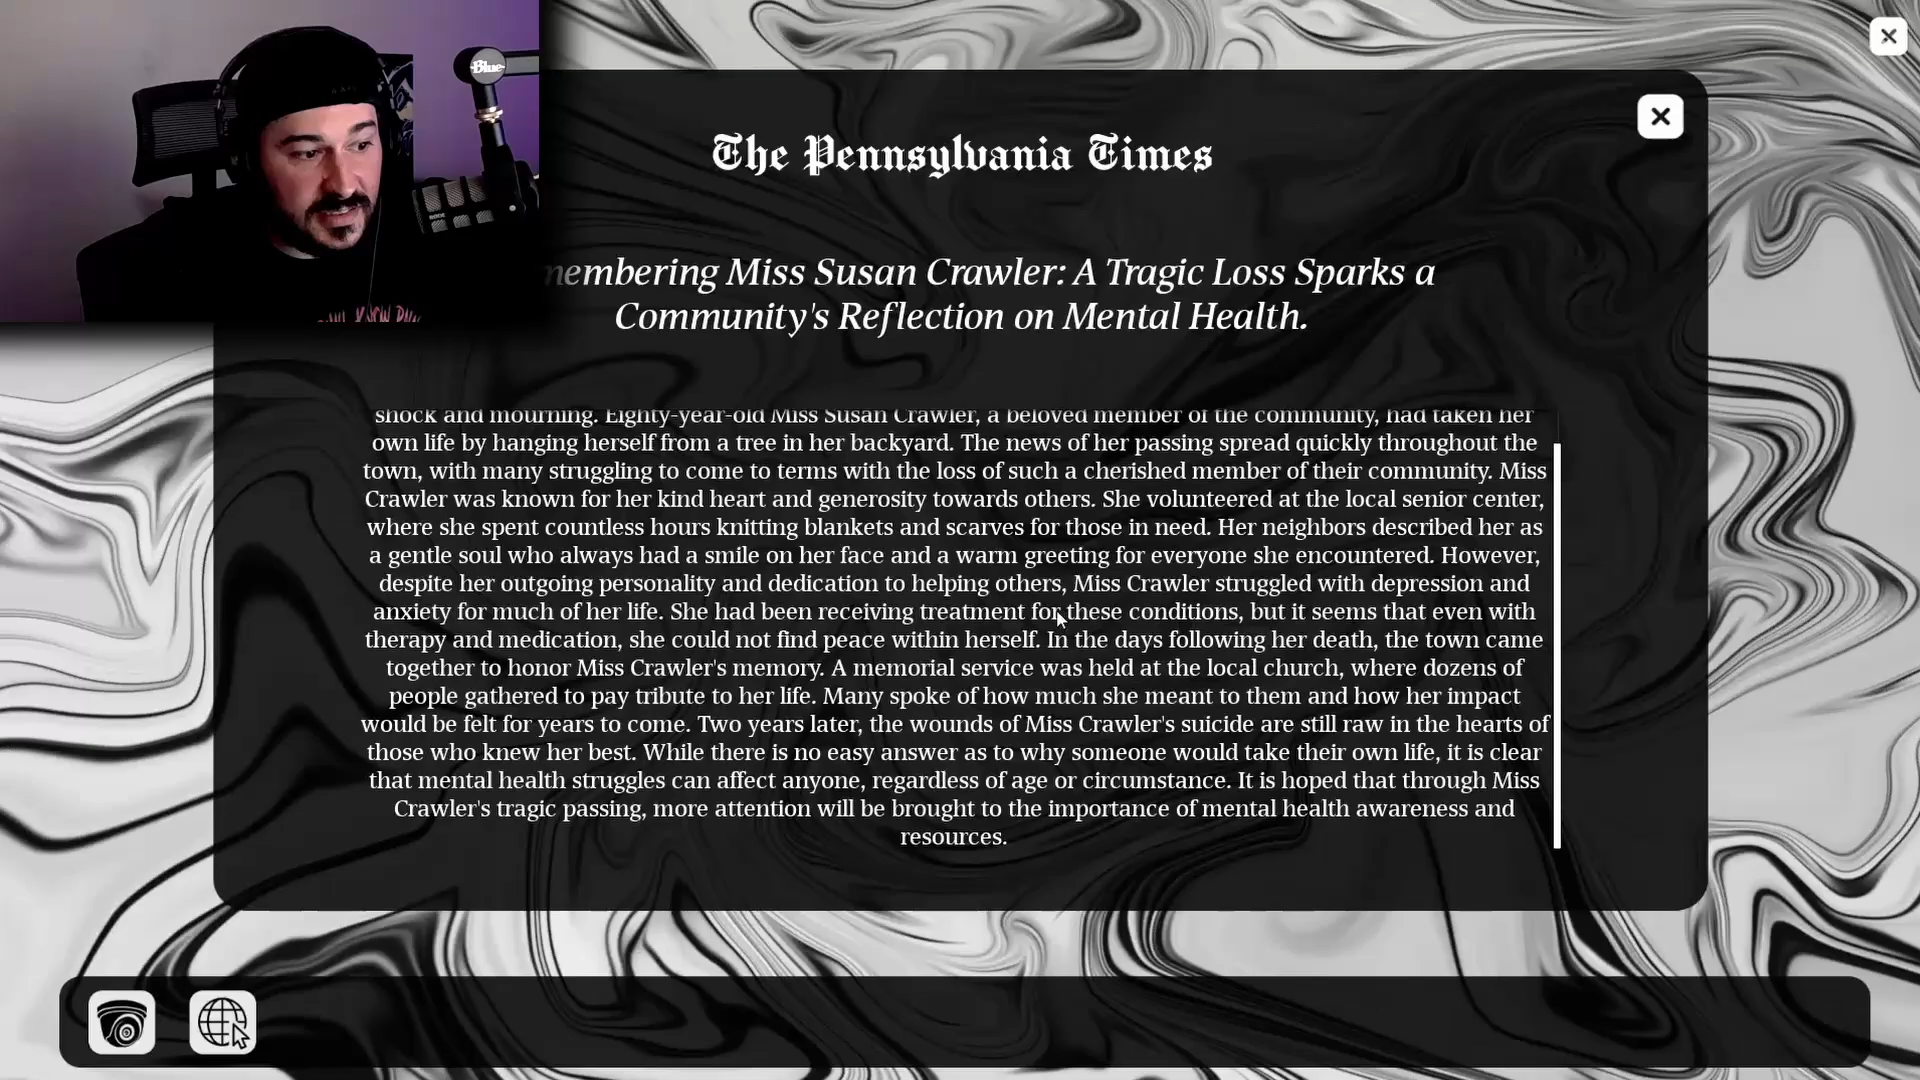 Blue
The Pennsylvania Times
membering Miss Susan Crawler: A Tragic Loss Sparks a
Community's Reflection on Mental Health.
shock and mourning. Eighty-year-old Miss Susan Crawler, a beloved member of the community, had taken her
own life by hanging herself from a tree in her backyard. The news of her passing spread quickly throughout the
town, with many struggling to come to terms with the loss of such a cherished member of their community. Miss
Crawler was known for her kind heart and generosity towards others. She volunteered at the local senior center,
where she spent countless hours knitting blankets and scarves for those in need. Her neighbors described her as
a gentle soul who always had a smile on her face and a warm greeting for everyone she encountered. However,
despite her outgoing personality and dedication to helping others, Miss Crawler struggled with depression and
anxiety for much of her life. She had been receiving treatment for these conditions, but it seems that even with
therapy and medication, she could not find peace within herself. In the days following her death, the town came
together to honor Miss Crawler's memory. A memorial service was held at the local church, where dozens of
people gathered to pay tribute to her life. Many spoke of how much she meant to them and how her impact
would be felt for years to come. Two years later, the wounds of Miss Crawler's suicide are still raw in the hearts of
those who knew her best. While there is no easy answer as to why someone would take their own life, it is clear
that mental health struggles can affect anyone, regardless of age or circumstance. It is hoped that through Miss
Crawler's tragic passing, more attention will be brought to the importance of mental health awareness and
resources.